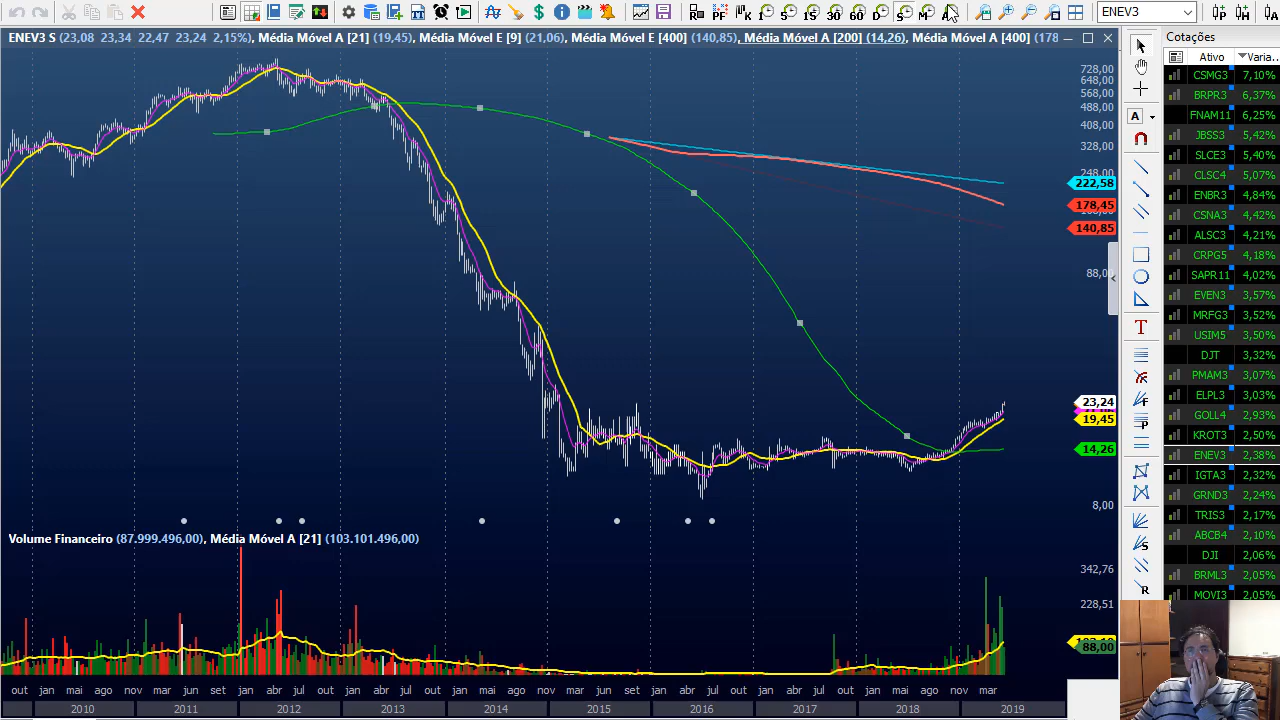 30
60
D
S
M
A
ENEV3
ENEV3 S (23,08 23,34 22,47 23,24 2,15%), Média Móvel A [21] (19,45), Média Móvel E [9] (21,06), Média Móvel E [400] (140,85), Média Móvel A [200] (14,26), Média Móvel A [400] (178
Cotações
Ativo Varia...
CSMG3 7,10%
BRPR3 6,37%
FNAM11 6,25%
JBSS3 5,42%
SLCE3 5,40%
CLSC4 5,07%
ENBR3 4,84%
CSNA3 4,42%
ALSC3 4,21%
CRPG5 4,18%
SAPR11 4,02%
EVEN3 3,57%
MRFG3 3,52%
USIM5 3,50%
DJT 3,32%
PMAM3 3,07%
ELPL3 3,03%
GOLL4 2,93%
KROT3 2,50%
ENEV3 2,38%
IGTA3 2,32%
GRND3 2,24%
TRIS3 2,17%
ABCB4 2,10%
DJI 2,06%
BRML3 2,05%
MOVI3 2,05%
728,00
648,00
568,00
488,00
408,00
328,00
248,00
222,58
178,45
140,85
88,00
23,24
19,45
14,26
8,00
Volume Financeiro (87.999.496,00), Média Móvel A [21] (103.101.496,00)
342,76
228,51
88,00
out jan mai ago nov jan mai ago set jan abr jul out jan abr jul out jan abr jul ago nov mar jun set jan abr jul out jan abr jul out jan mai ago nov mar
2010 2011 2012 2013 2014 2015 2016 2017 2018 2019